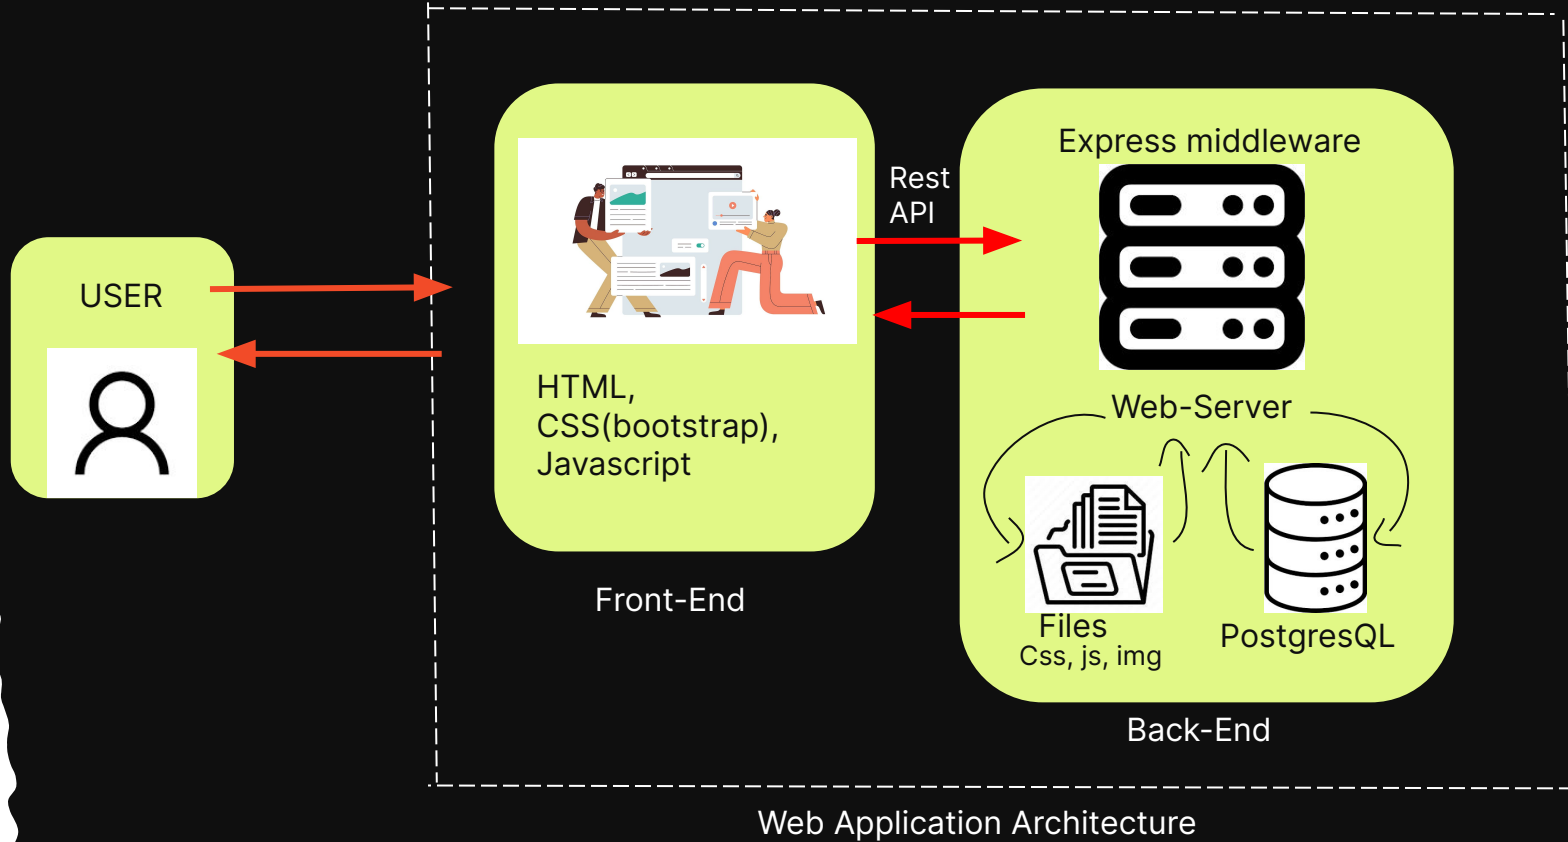 USER
HTML,
CSS(bootstrap),
Javascript
Front-End
Rest
API
Express middleware
Web-Server
Files
Css, js, img
PostgresQL
Back-End
Web Application Architecture